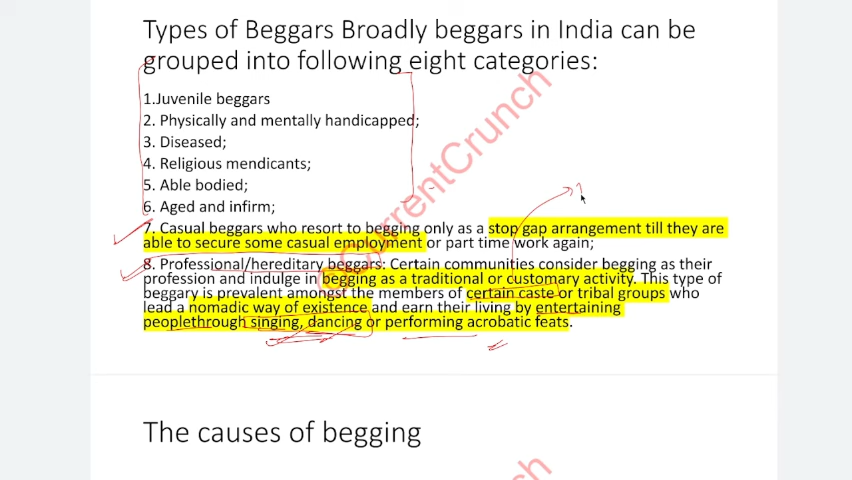 Types of Beggars Broadly beggars in India can be
grouped into following eight categories:
1.Juvenile beggars
2. Physically and mentally handicapped;
3. Diseased;
4. Religious mendicants;
5. Able bodied;
6. Aged and infirm;
7. Casual beggars who resort to begging only as a stop gap arrangement till they are
able to secure some casual employment or part time work again;
8. Professional/hereditary beggars: Certain communities consider begging as their
profession and indulge in begging as a traditional or customary activity. This type of
beggary is prevalent amongst the members of certain caste or tribal groups who
lead a nomadic way of existence and earn their living by entertaining
peoplethrough singing, dancing or performing acrobatic feats.
@CurrentCrunch
The causes of begging